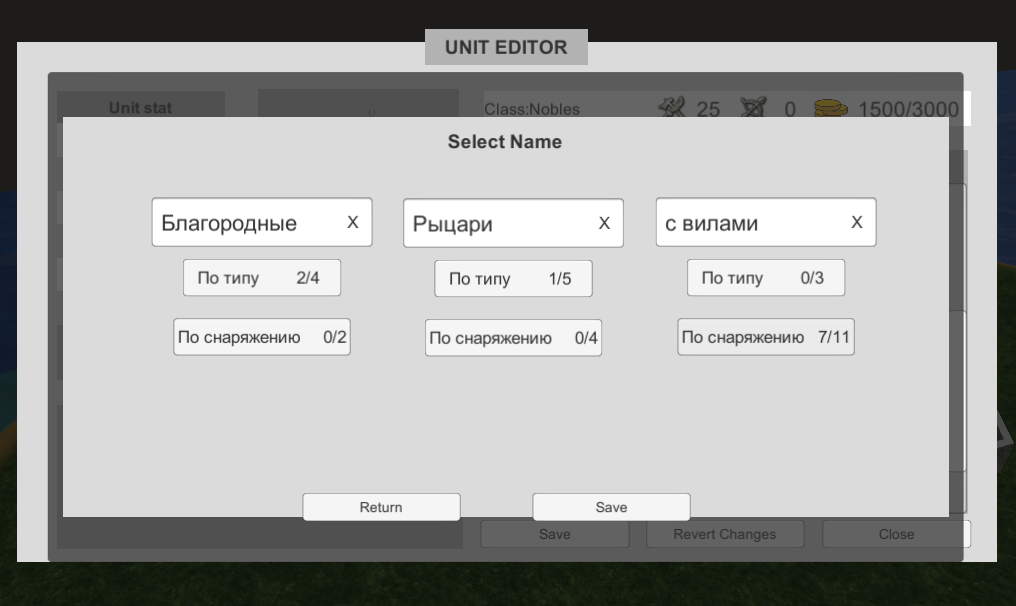 UNIT EDITOR
Unit stat
Class:Nobles 25 0 1500/3000
Select Name
Благородные X Рыцари X с вилами X
По типу 2/4 По типу 1/5 По типу 0/3
По снаряжению 0/2 По снаряжению 0/4 По снаряжению 7/11
Return Save
Save Revert Changes Close